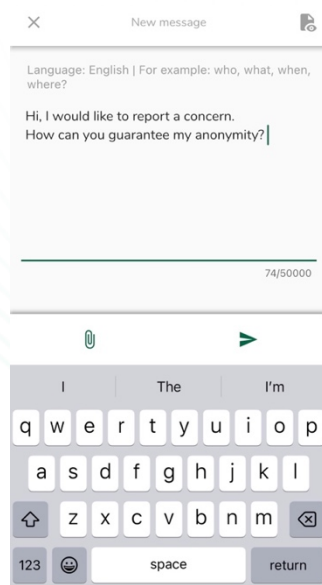 New message
Language: English | For example: who, what, when,
where?
Hi, I would like to report a concern.
How can you guarantee my anonymity?
74/50000
I The I'm
q w e r t y u i o p
a s d f g h j k l
z x c v b n m
123 space return